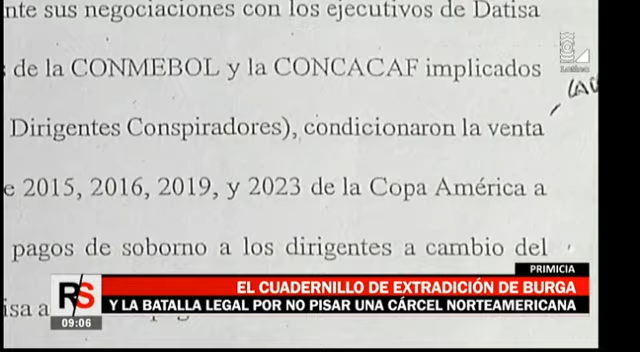 nte sus negociaciones con los ejecutivos de Datisa
de la CONMEBOL y la CONCACAF implicados
Dirigentes Conspiradores), condicionaron la venta
e 2015, 2016, 2019, y 2023 de la Copa América a
pagos de soborno a los dirigentes a cambio del
PRIMICIA
RS
EL CUADERNILLO DE EXTRADICIÓN DE BURGA
Y LA BATALLA LEGAL POR NO PISAR UNA CÁRCEL NORTEAMERICANA
isa a
09:06